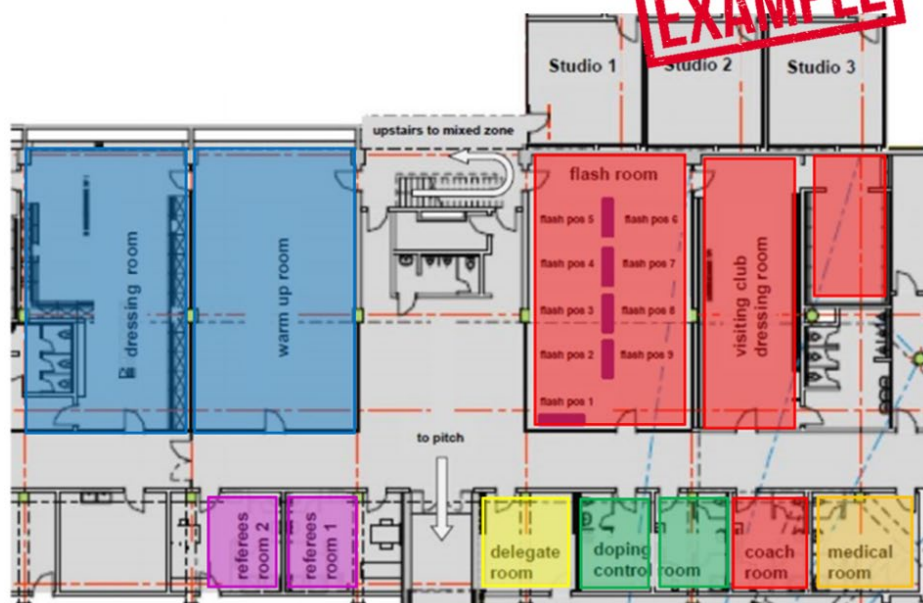 EXAMPLE
Studio 1
Studio 2
Studio 3
upstairs to mixed zone
flash room
flash pos 5
flash pos 6
flash pos 4
flash pos 7
flash pos 3
flash pos 8
flash pos 2
flash pos 9
flash pos 1
dressing room
warm up room
visiting club
dressing room
to pitch
referees
room 2
referees
room 1
delegate
room
doping
control room
coach
room
medical
room